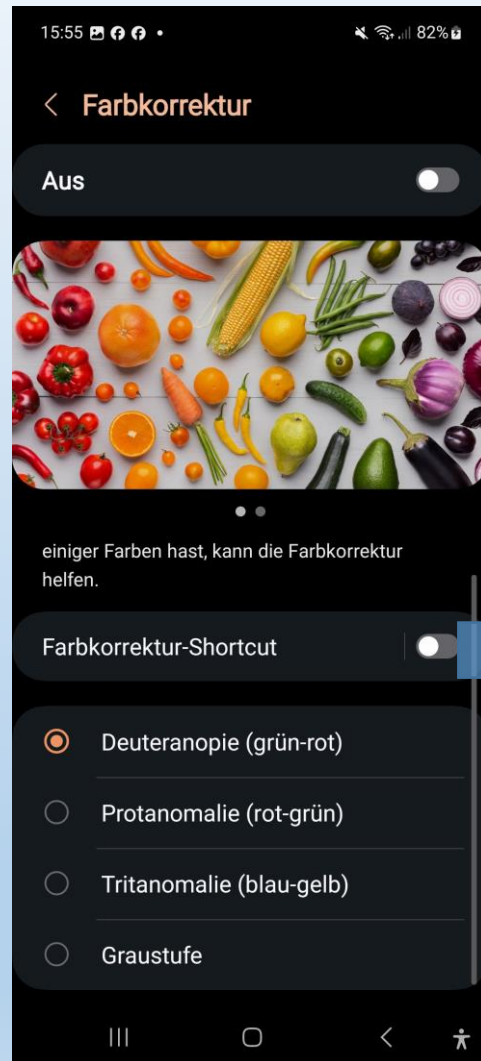 15:55
82%
Farbkorrektur
Aus
einiger Farben hast, kann die Farbkorrektur
helfen.
Farbkorrektur-Shortcut
Deuteranopie (grün-rot)
Protanomalie (rot-grün)
Tritanomalie (blau-gelb)
Graustufe